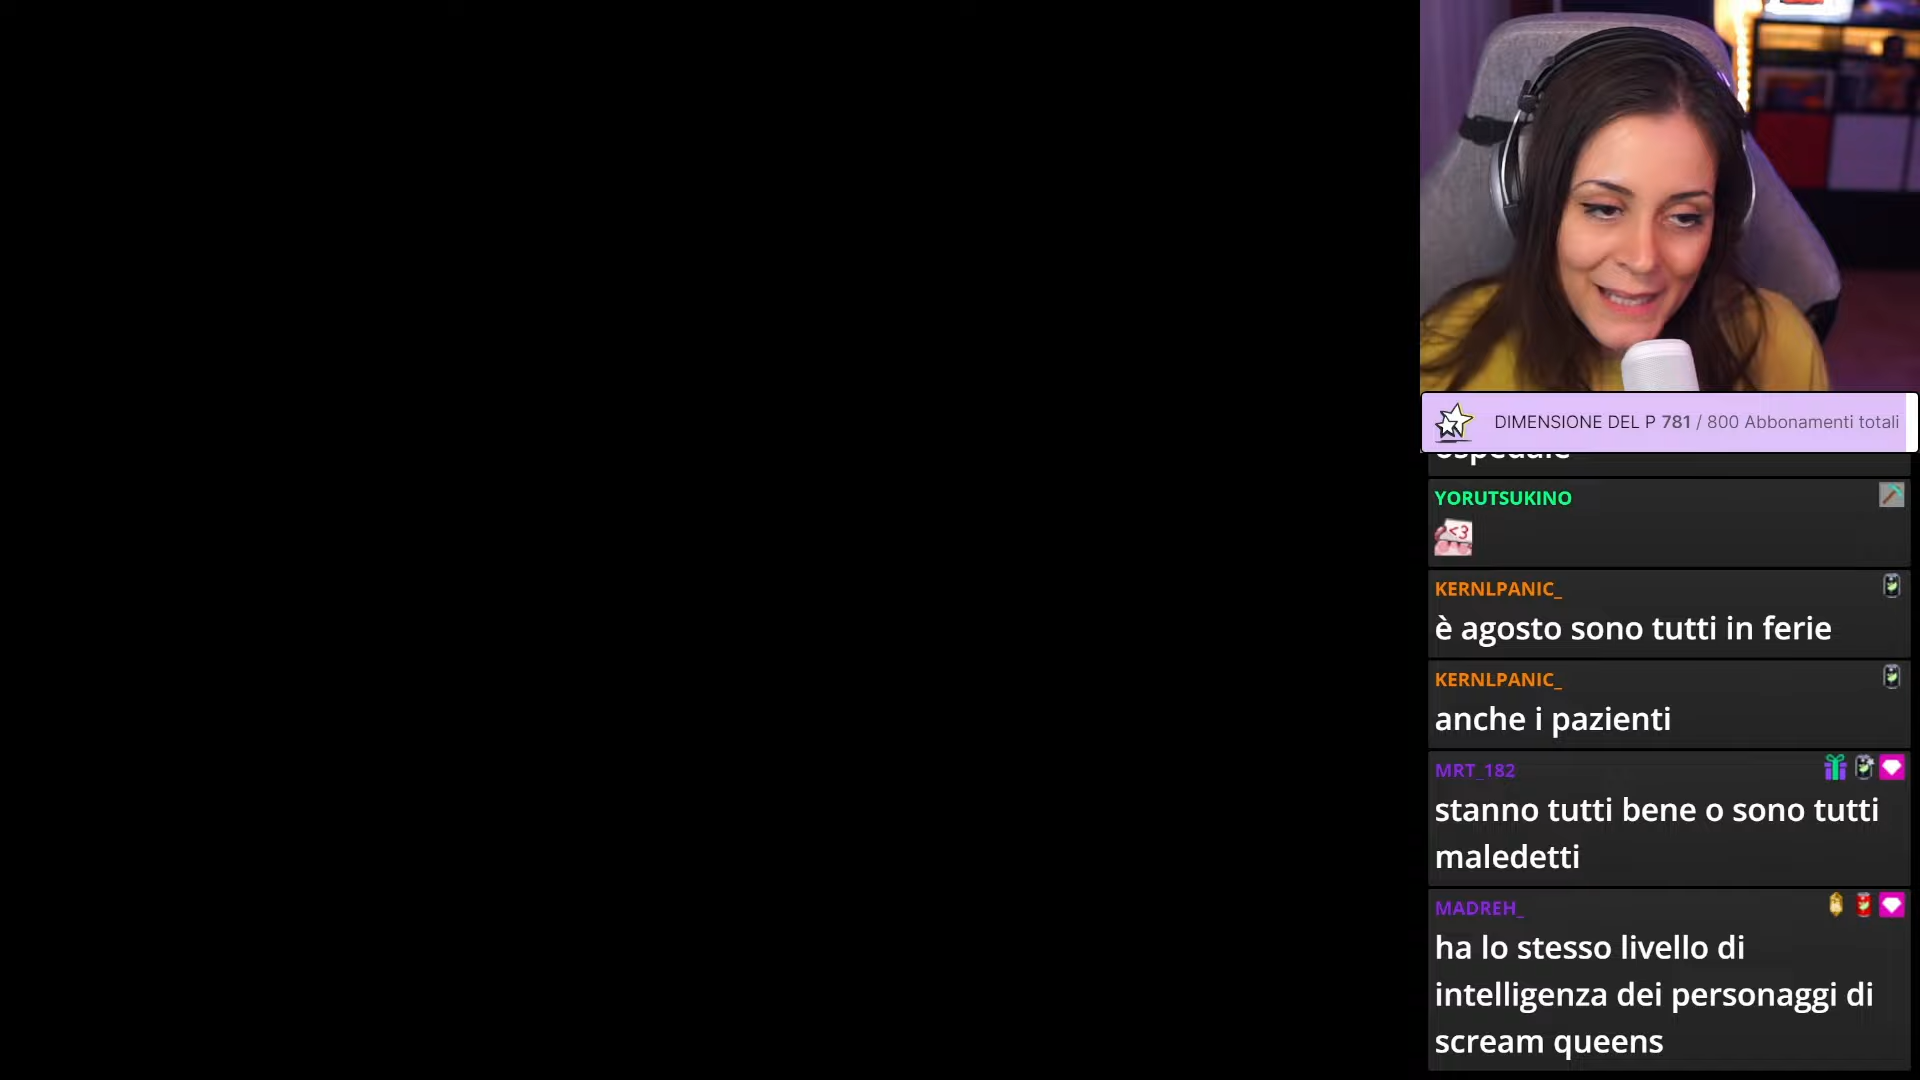 DIMENSIONE DEL P 781 / 800 Abbonamenti totali
ospedale
YORUTSUKINO
<3
KERNLPANIC_
è agosto sono tutti in ferie
KERNLPANIC_
anche i pazienti
MRT_182
stanno tutti bene o sono tutti
maledetti
MADREH_
ha lo stesso livello di
intelligenza dei personaggi di
scream queens